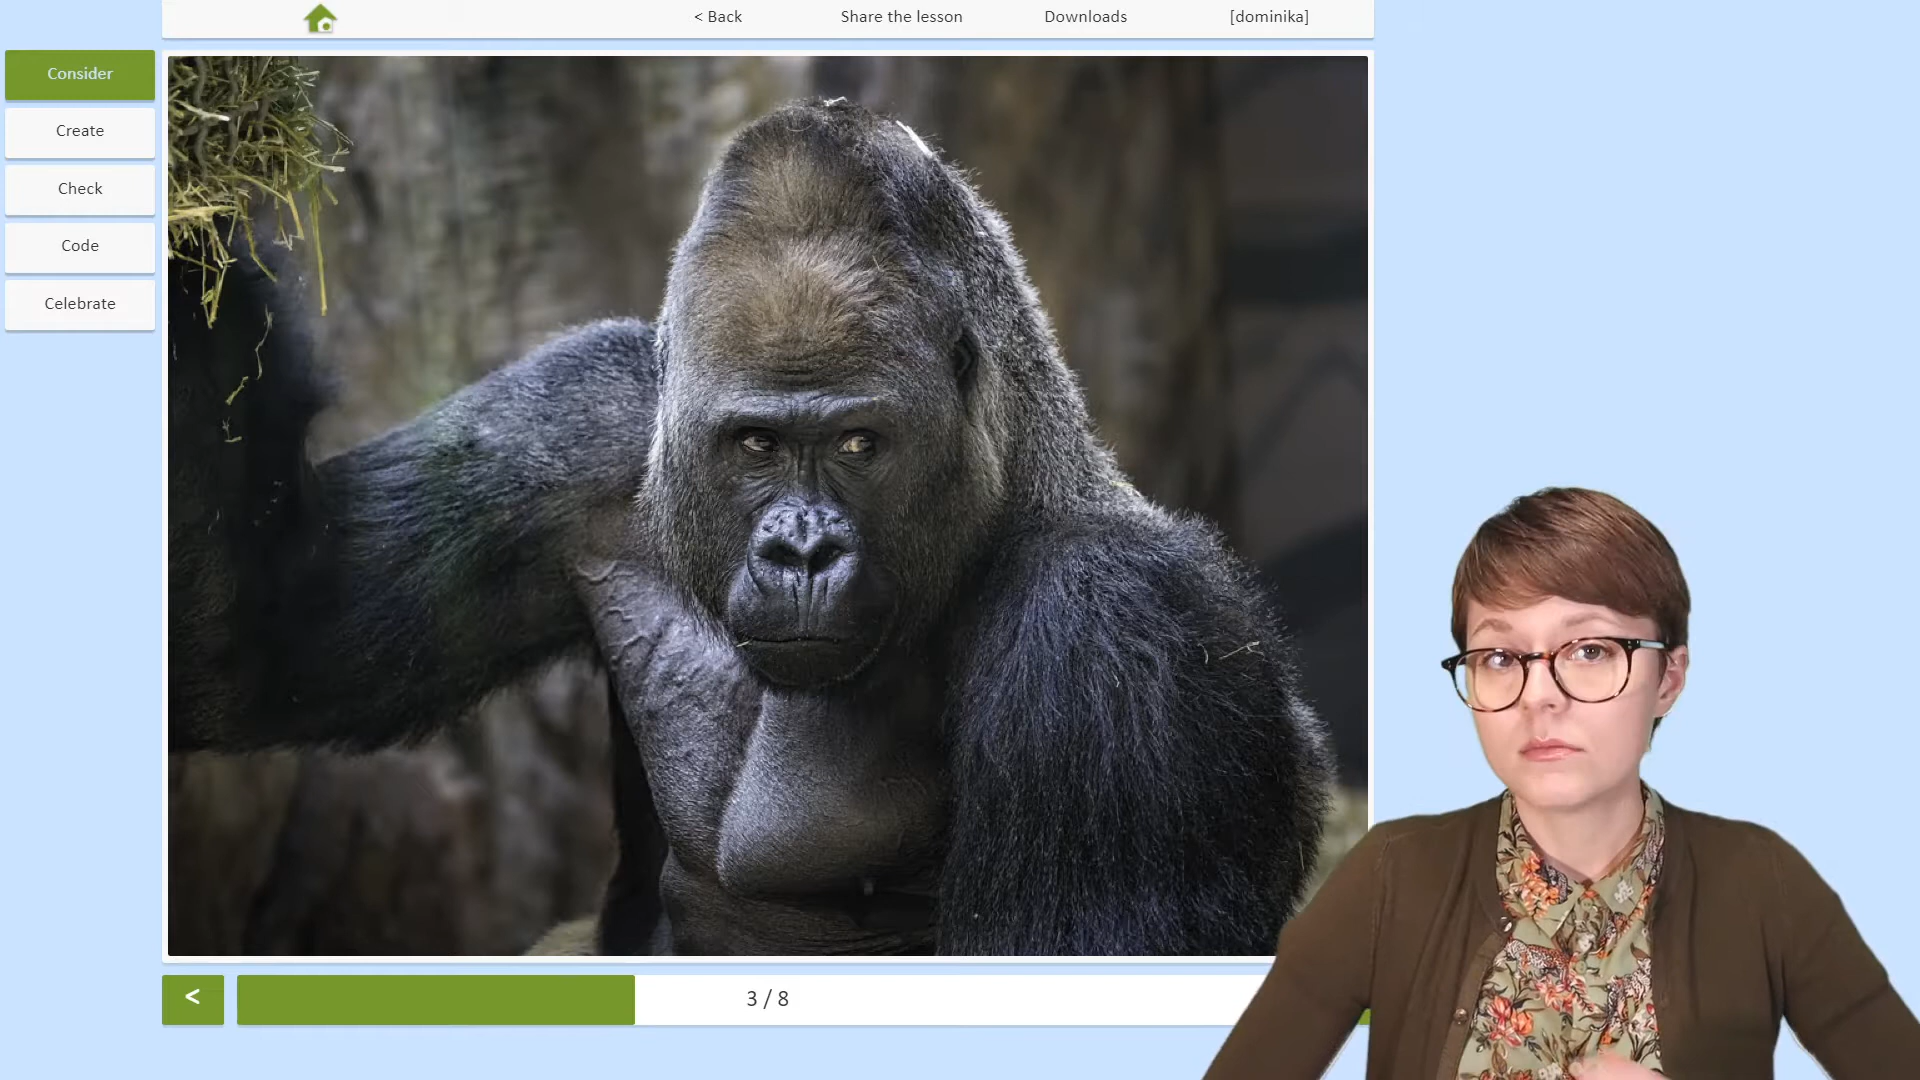 < Back
Share the lesson
Downloads
[dominika]
Consider
Create
Check
Code
Celebrate
<
3 / 8